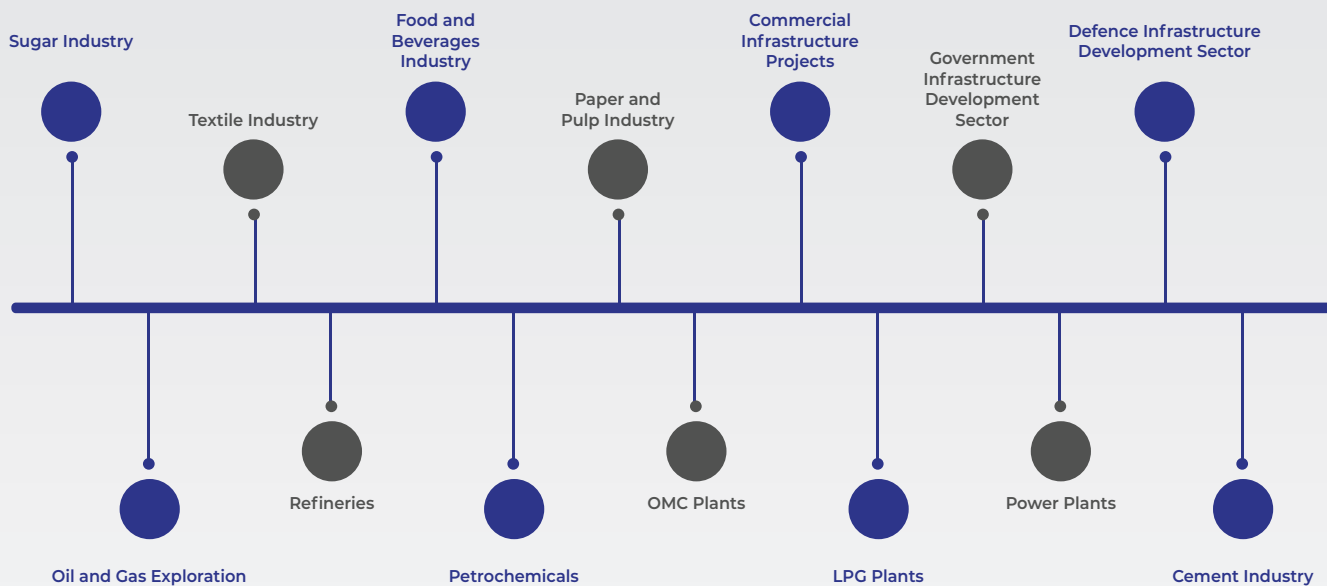 Sugar Industry
Textile Industry
Food and
Beverages
Industry
Paper and
Pulp Industry
Commercial
Infrastructure
Projects
Government
Infrastructure
Development
Sector
Defence Infrastructure
Development Sector
Oil and Gas Exploration
Refineries
Petrochemicals
OMC Plants
LPG Plants
Power Plants
Cement Industry